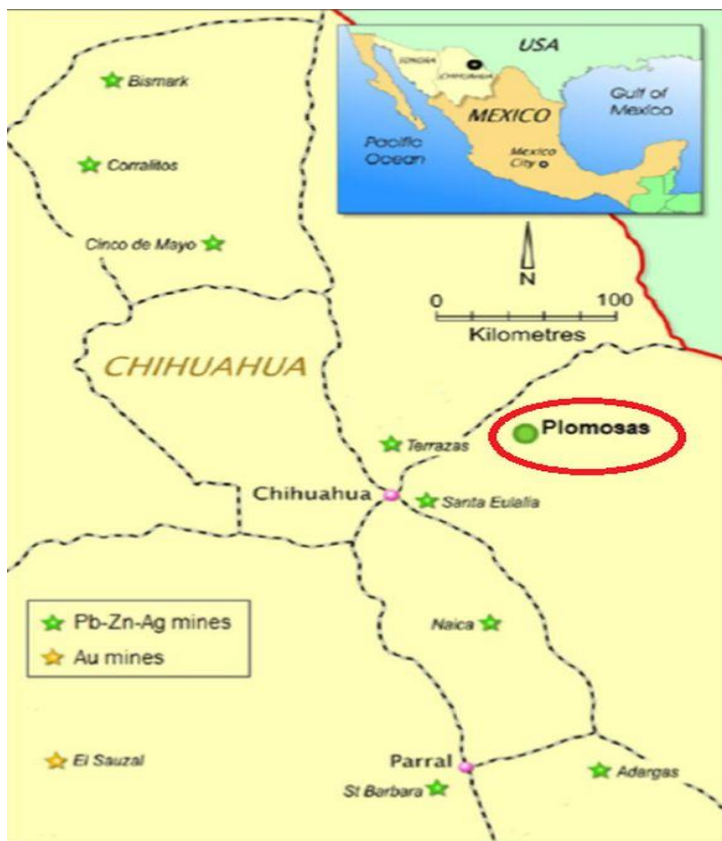 Bismark
Corralitos
Cinco de Mayo
CHIHUAHUA
USA
SONORA
CHIHUAHUA
MEXICO
Gulf of
Mexico
Pacific
Ocean
Mexico
City
N
0 100
Kilometres
Plomosas
Terrazas
Chihuahua
Santa Eulalia
Naica
Pb-Zn-Ag mines
Au mines
El Sauzal
Parral
St Barbara
Adargas